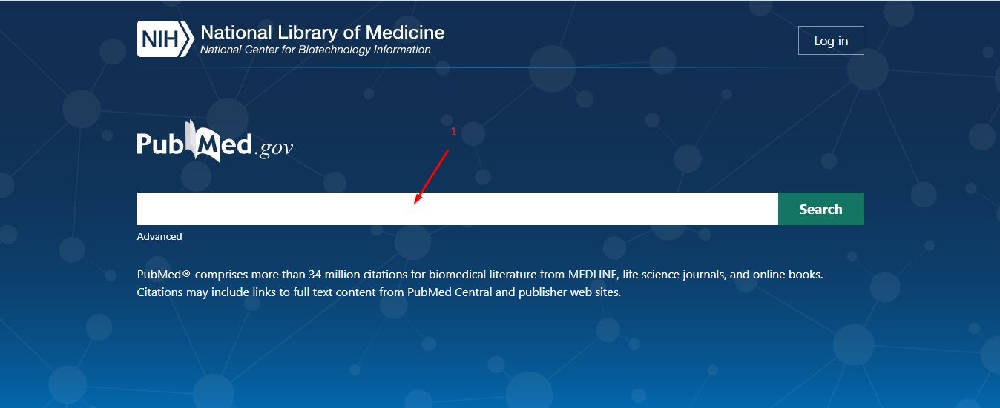 NIH National Library of Medicine
National Center for Biotechnology Information
Log in
PubMed.gov
1
Search
Advanced
PubMed® comprises more than 34 million citations for biomedical literature from MEDLINE, life science journals, and online books.
Citations may include links to full text content from PubMed Central and publisher web sites.